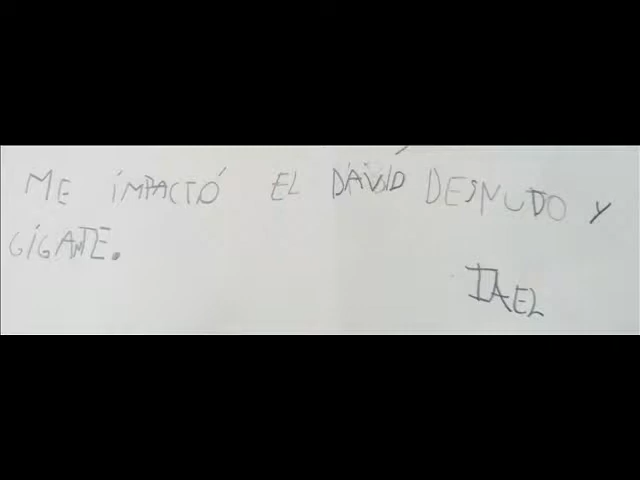 ME IMPACTÓ EL DAVID DESNUDO Y
GIGANTE.
IAEL